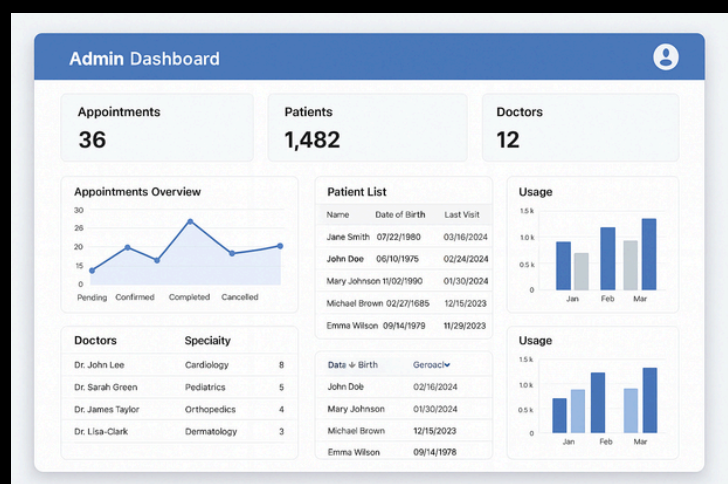 Admin Dashboard
Appointments
36
Patients
1,482
Doctors
12
Appointments Overview
30
26
20
15
0
Pending Confirmed Completed Cancelled
Doctors Speciaity
Dr. John Lee Cardiology 8
Dr. Sarah Green Pediatrics 5
Dr. James Taylor Orthopedics 4
Dr. Lisa-Clark Dermatology 3
Patient List
Name Date of Birth Last Visit
Jane Smith 07/22/1980 03/16/2024
John Doe 06/10/1975 02/24/2024
Mary Johnson 11/02/1990 01/30/2024
Michael Brown 02/27/1685 12/15/2023
Emma Wilson 09/14/1979 11/29/2023
Data ↓ Birth Geroaci
John Dob 02/16/2024
Mary Johnson 01/30/2024
Michael Brown 12/15/2023
Emma Wilson 09/14/1978
Usage
1.5 k
1.0 k
0.5 k
0
Jan Feb Mar
Usage
1.5 k
1.0 k
0.5 k
0
Jan Feb Mar